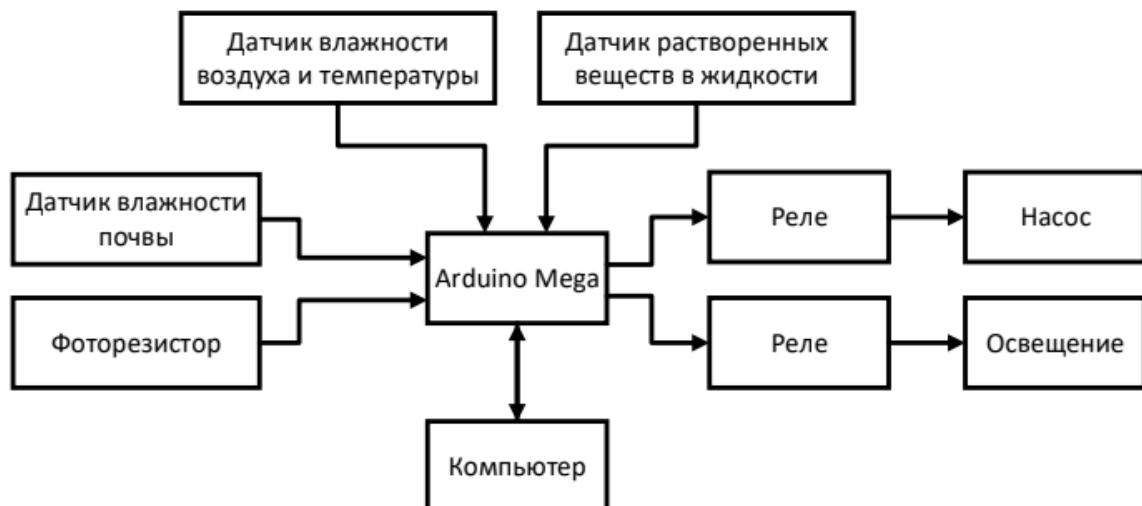 Датчик влажности
воздуха и температуры
Датчик растворенных
веществ в жидкости
Датчик влажности
почвы
Реле
Насос
Arduino Mega
Фоторезистор
Реле
Освещение
Компьютер